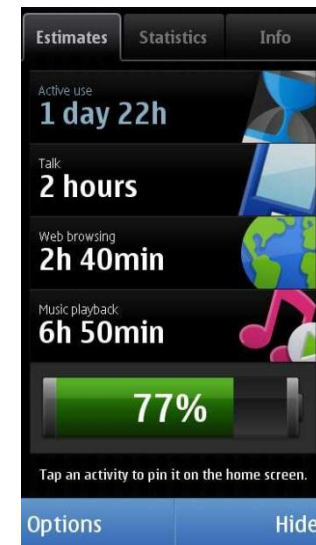 Estimates Statistics Info
Active use
1 day 22h
Talk
2 hours
Web browsing
2h 40min
Music playback
6h 50min
77%
Tap an activity to pin it on the home screen.
Options Hide